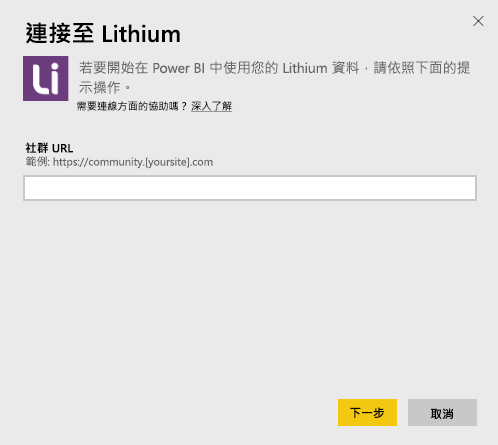 連接至 Lithium
Li
若要開始在 Power BI 中使用您的 Lithium 資料，請依照下面的提
示操作。
需要連線方面的協助嗎？ 深入了解
社群 URL
範例: https://community.[yoursite].com
下一步
取消